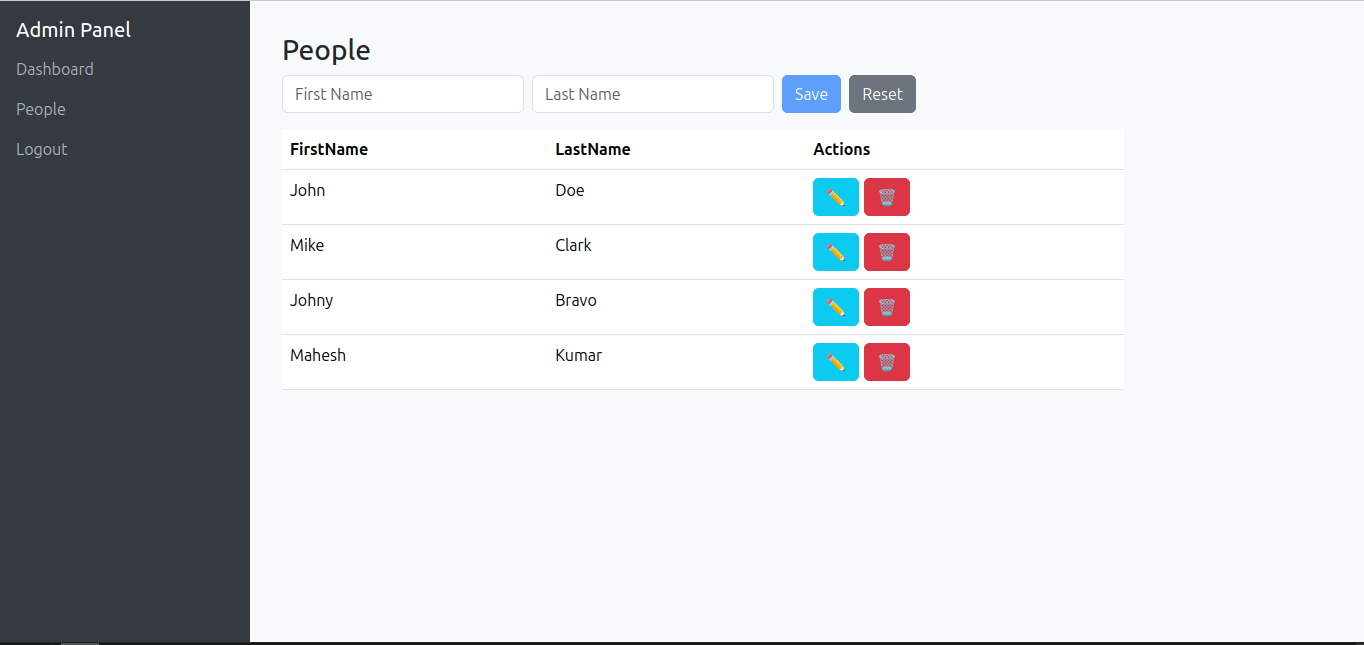 Admin Panel
Dashboard
People
Logout
People
First Name Last Name Save Reset
FirstName LastName Actions
John Doe
Mike Clark
Johny Bravo
Mahesh Kumar